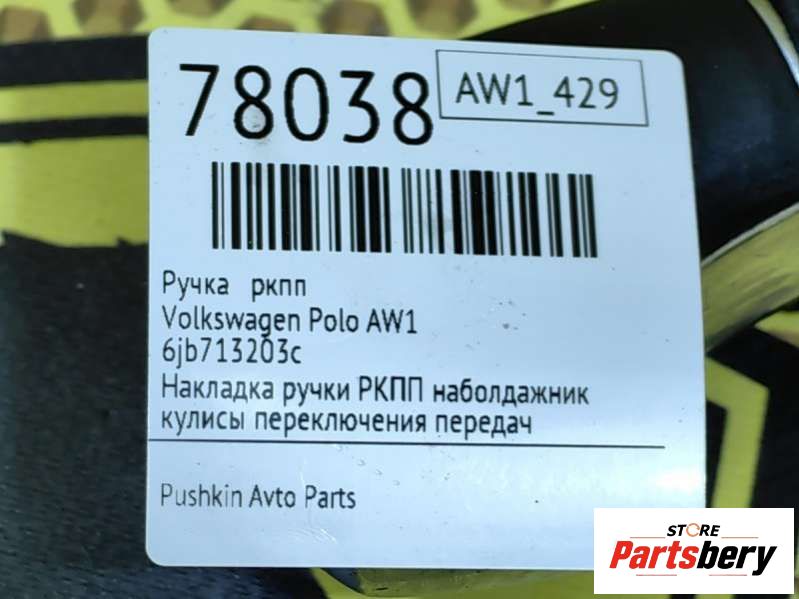 78038
AW1_429
Ручка ркпп
Volkswagen Polo AW1
6jb713203c
Накладка ручки РКПП наболдажник
кулисы переключения передач
Pushkin Avto Parts
STORE
Partsbery